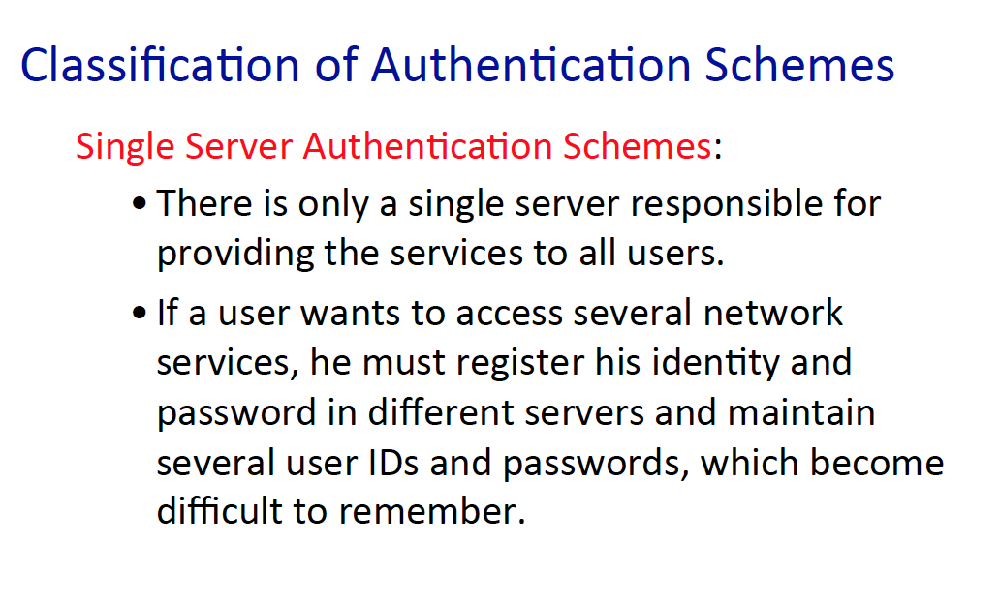 Classification of Authentication Schemes
Single Server Authentication Schemes:
• There is only a single server responsible for
providing the services to all users.
• If a user wants to access several network
services, he must register his identity and
password in different servers and maintain
several user IDs and passwords, which become
difficult to remember.